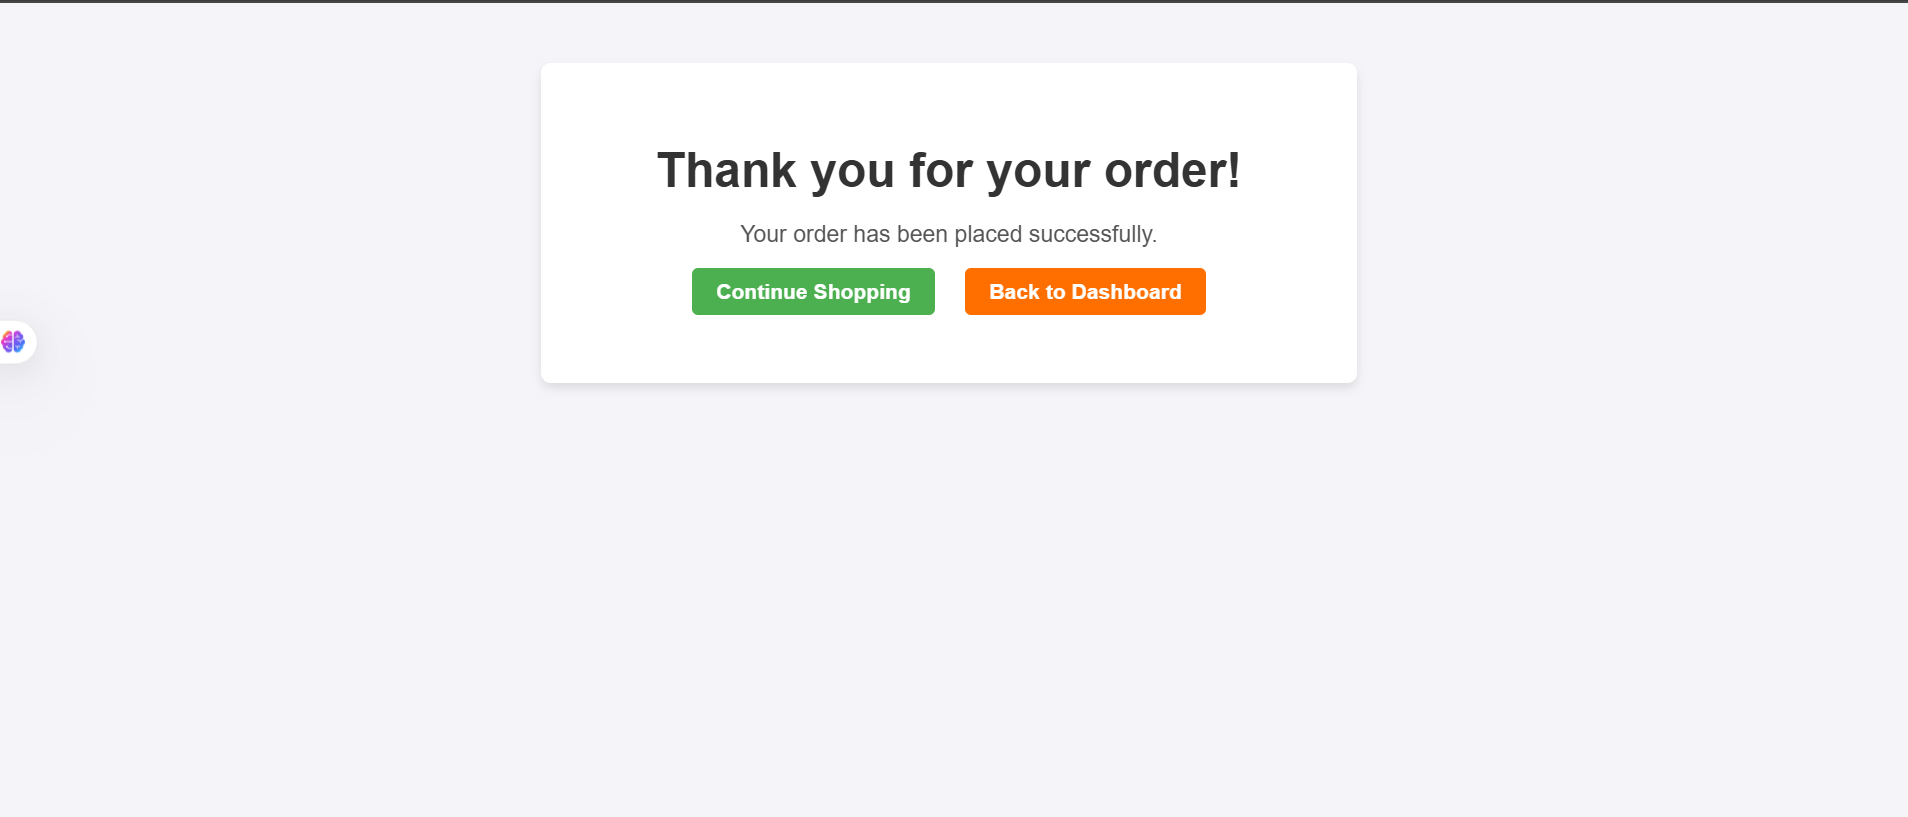 Thank you for your order!
Your order has been placed successfully.
Continue Shopping
Back to Dashboard